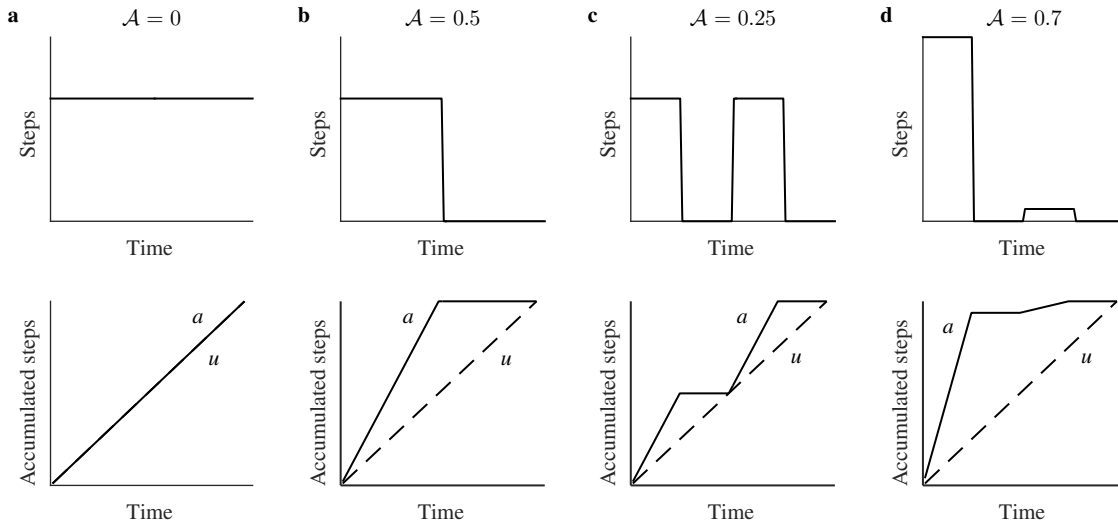 a
𝒜 = 0
Steps
Time
b
𝒜 = 0.5
Steps
Time
c
𝒜 = 0.25
Steps
Time
d
𝒜 = 0.7
Steps
Time
Accumulated steps
a
u
Time
Accumulated steps
a
u
Time
Accumulated steps
a
u
Time
Accumulated steps
a
u
Time